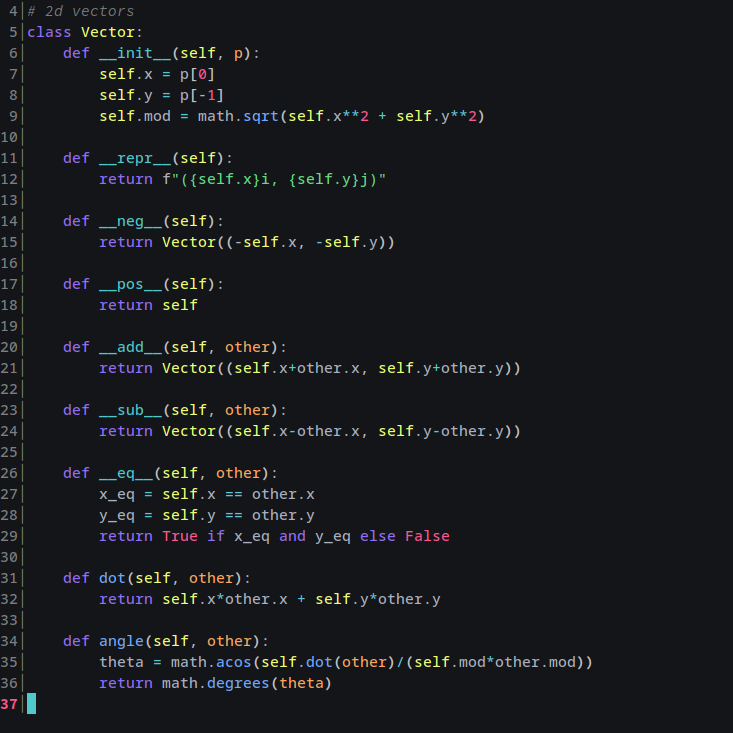 4│# 2d vectors
5│class Vector:
6│    def __init__(self, p):
7│        self.x = p[0]
8│        self.y = p[-1]
9│        self.mod = math.sqrt(self.x**2 + self.y**2)
10│
11│    def __repr__(self):
12│        return f"({self.x}i, {self.y}j)"
13│
14│    def __neg__(self):
15│        return Vector((-self.x, -self.y))
16│
17│    def __pos__(self):
18│        return self
19│
20│    def __add__(self, other):
21│        return Vector((self.x+other.x, self.y+other.y))
22│
23│    def __sub__(self, other):
24│        return Vector((self.x-other.x, self.y-other.y))
25│
26│    def __eq__(self, other):
27│        x_eq = self.x == other.x
28│        y_eq = self.y == other.y
29│        return True if x_eq and y_eq else False
30│
31│    def dot(self, other):
32│        return self.x*other.x + self.y*other.y
33│
34│    def angle(self, other):
35│        theta = math.acos(self.dot(other)/(self.mod*other.mod))
36│        return math.degrees(theta)
37│